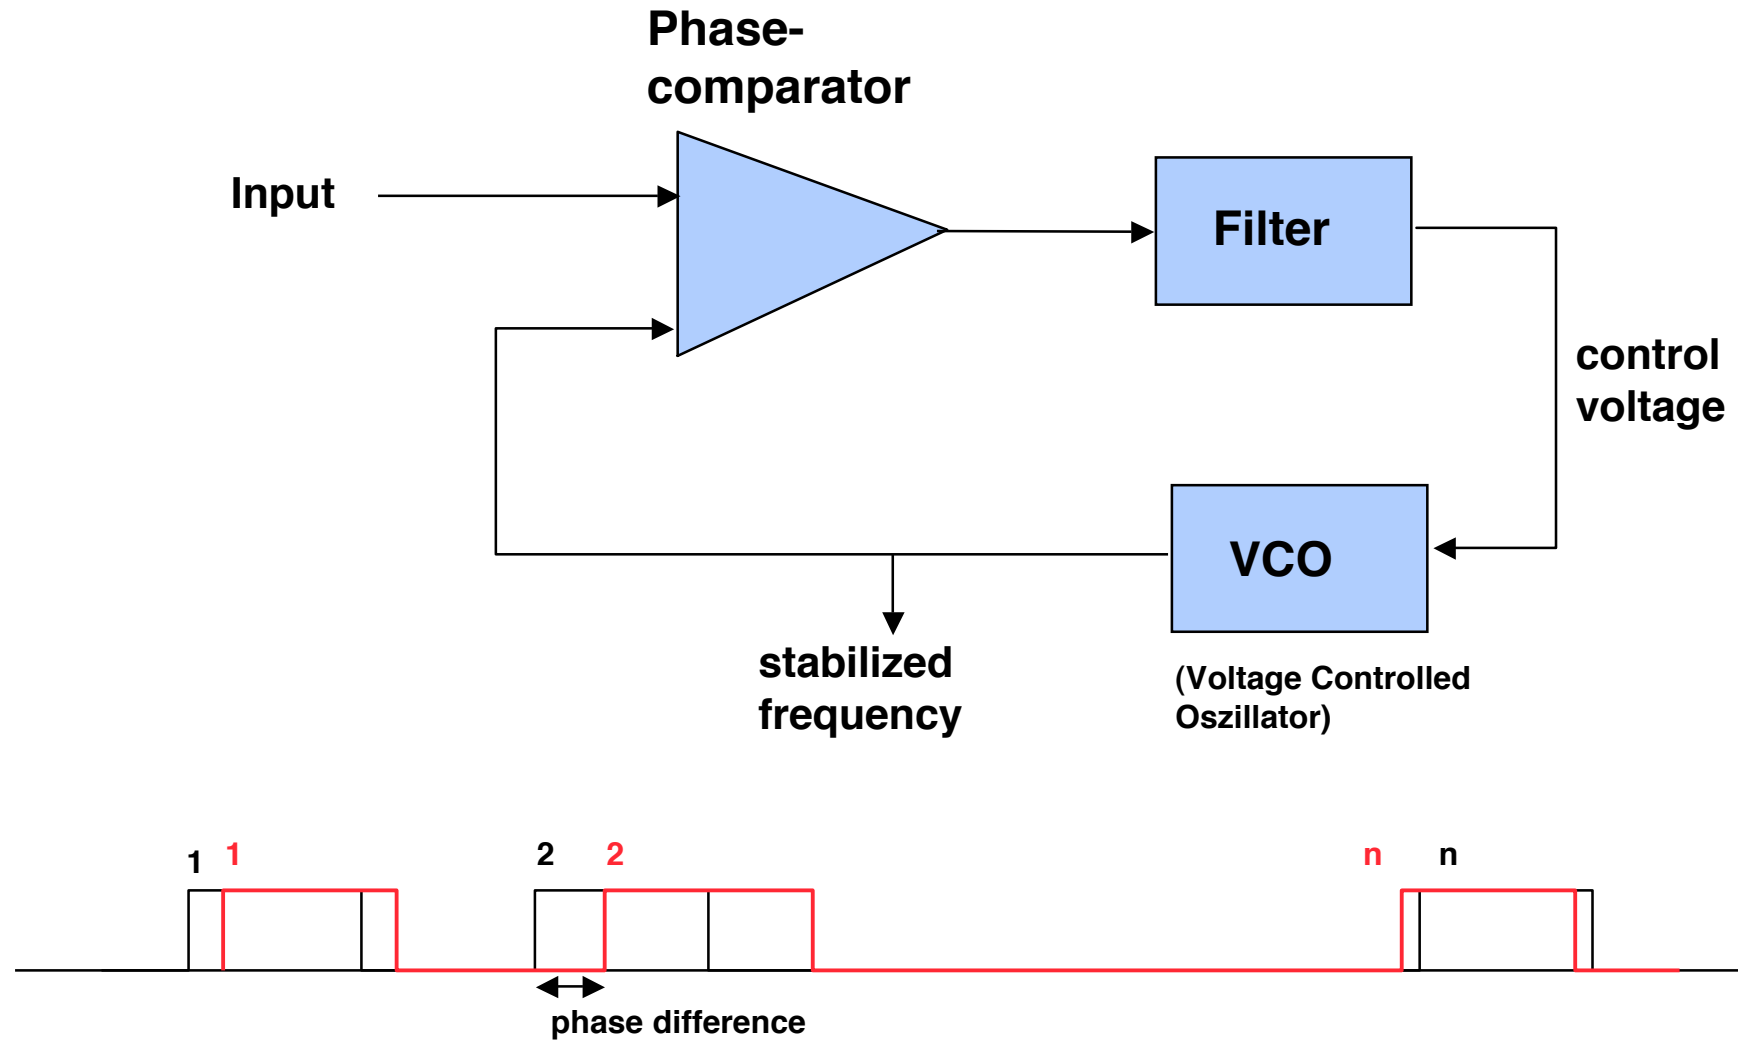 Phase-
comparator
Input
Filter
control
voltage
VCO
stabilized
frequency
(Voltage Controlled
Oszillator)
1 1 2 2 n n
phase difference